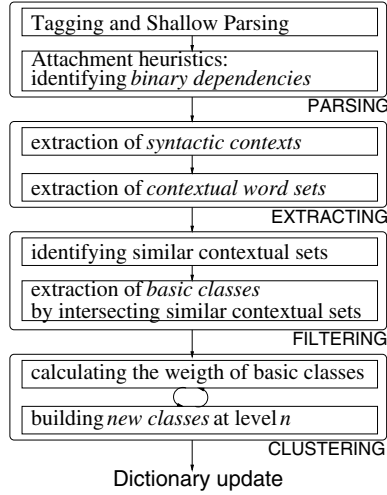 Tagging and Shallow Parsing
Attachment heuristics:
identifying binary dependencies
PARSING
extraction of syntactic contexts
extraction of contextual word sets
EXTRACTING
identifying similar contextual sets
extraction of basic classes
by intersecting similar contextual sets
FILTERING
calculating the weigth of basic classes
building new classes at level n
CLUSTERING
Dictionary update